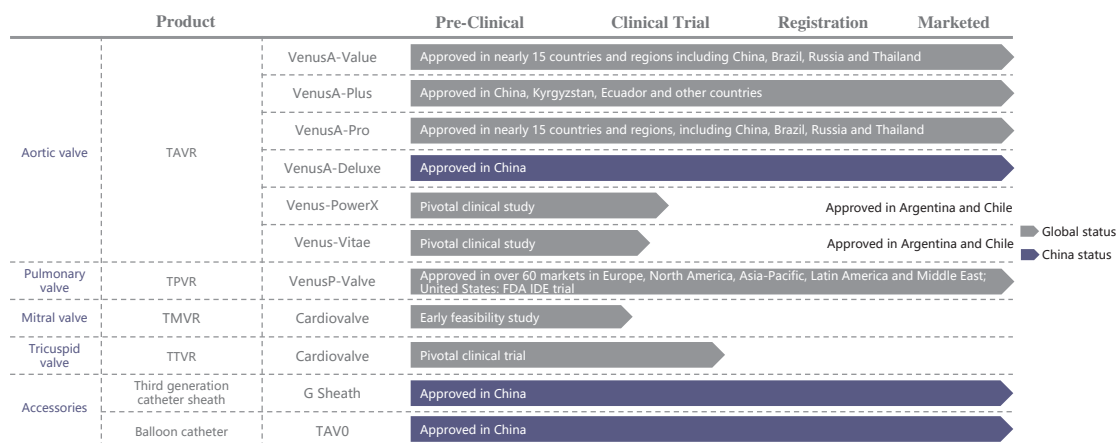 Product Pre-Clinical Clinical Trial Registration Marketed
VenusA-Value Approved in nearly 15 countries and regions including China, Brazil, Russia and Thailand
VenusA-Plus Approved in China, Kyrgyzstan, Ecuador and other countries
VenusA-Pro Approved in nearly 15 countries and regions, including China, Brazil, Russia and Thailand
Aortic valve TAVR
VenusA-Deluxe Approved in China
Venus-PowerX Pivotal clinical study Approved in Argentina and Chile
Venus-Vitae Pivotal clinical study Approved in Argentina and Chile
Global status
China status
Pulmonary
valve
TPVR VenusP-Valve Approved in over 60 markets in Europe, North America, Asia-Pacific, Latin America and Middle East;
United States: FDA IDE trial
Mitral valve TMVR Cardiovalve Early feasibility study
Tricuspid
valve
TTVR Cardiovalve Pivotal clinical trial
Accessories
Third generation
catheter sheath
G Sheath Approved in China
Balloon catheter TAV0 Approved in China